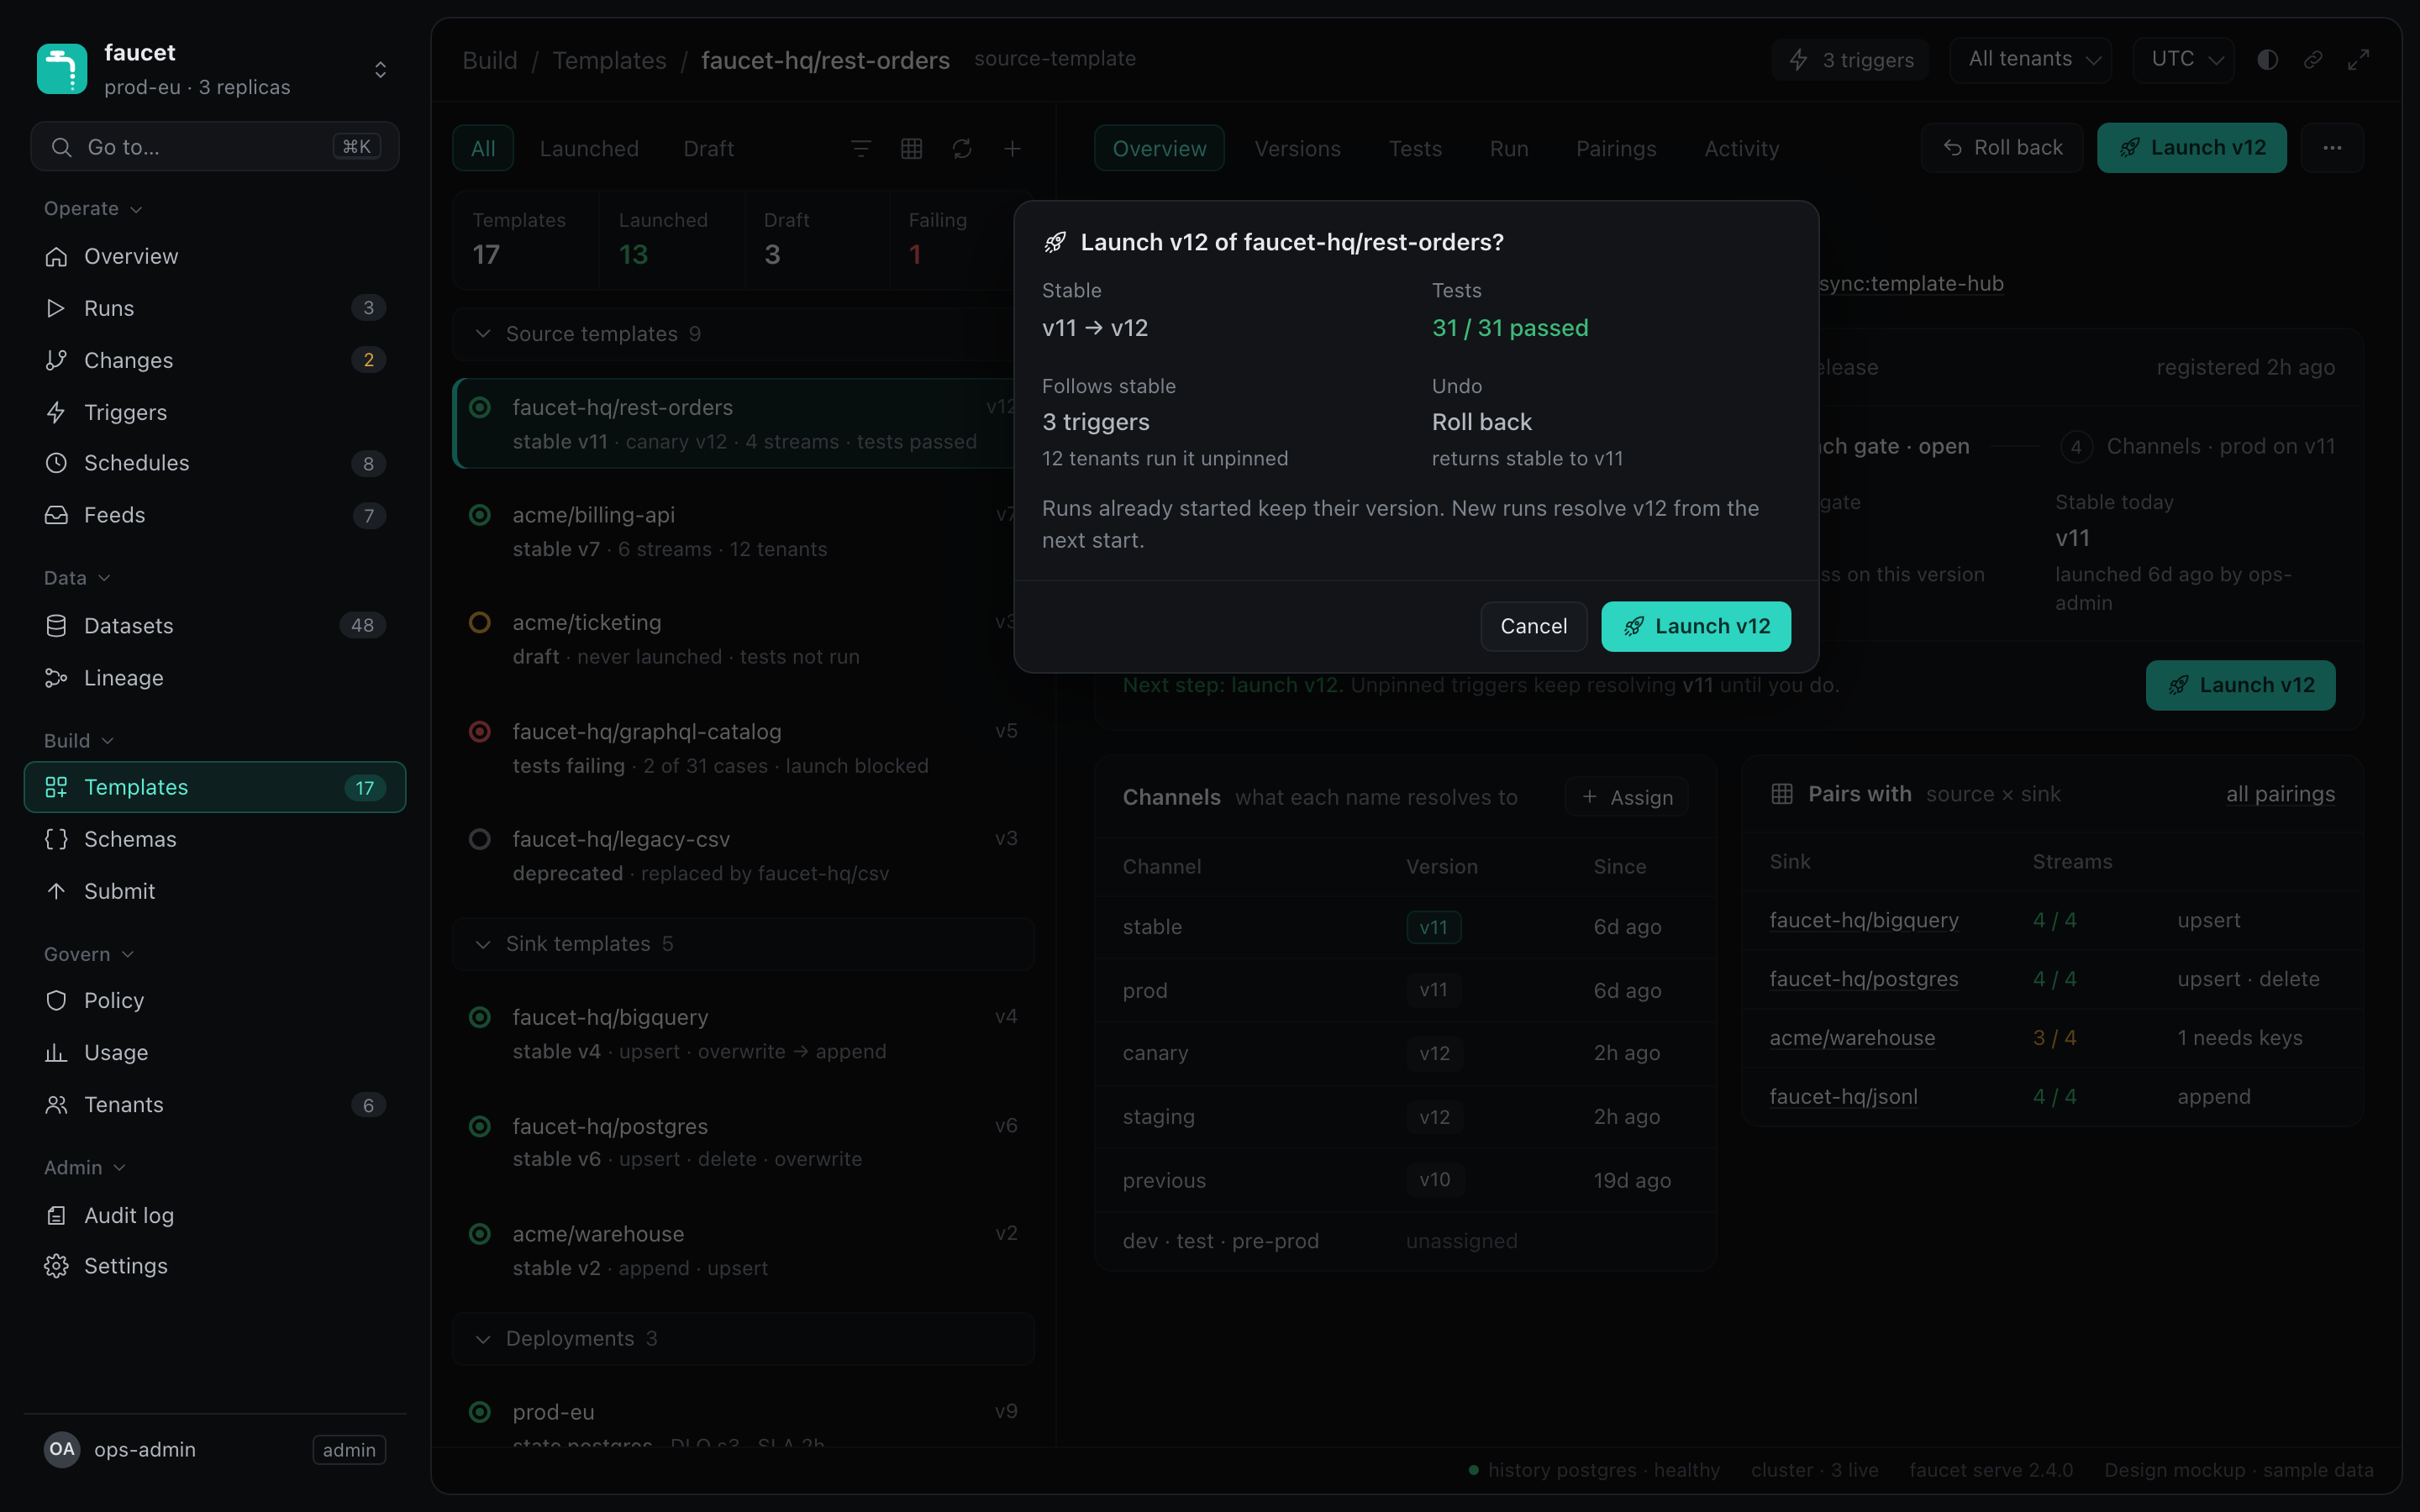 faucet
prod-eu · 3 replicas
Go to...
⌘K
Operate
Overview
Runs 3
Changes 2
Triggers
Schedules 8
Feeds 7
Data
Datasets 48
Lineage
Build
Templates 17
Schemas
Submit
Govern
Policy
Usage
Tenants 6
Admin
Audit log
Settings
OA ops-admin admin
Build / Templates / faucet-hq/rest-orders source-template
3 triggers
All tenants
UTC
All Launched Draft
Templates Launched Draft Failing
17 13 3 1
Source templates 9
faucet-hq/rest-orders v12
stable v11 · canary v12 · 4 streams · tests passed
acme/billing-api v7
stable v7 · 6 streams · 12 tenants
acme/ticketing v3
draft · never launched · tests not run
faucet-hq/graphql-catalog v5
tests failing · 2 of 31 cases · launch blocked
faucet-hq/legacy-csv v3
deprecated · replaced by faucet-hq/csv
Sink templates 5
faucet-hq/bigquery v4
stable v4 · upsert · overwrite → append
faucet-hq/postgres v6
stable v6 · upsert · delete · overwrite
acme/warehouse v2
stable v2 · append · upsert
Deployments 3
prod-eu v9
state postgres · DLQ s3 · SLA 2h
Overview Versions Tests Run Pairings Activity
Roll back
Launch v12
sync:template-hub
registered 2h ago
gate · open
4 Channels · prod on v11
gate
Stable today
v11
on this version
launched 6d ago by ops-
admin
Next step: launch v12. Unpinned triggers keep resolving v11 until you do.
Launch v12
Launch v12 of faucet-hq/rest-orders?
Stable Tests
v11 → v12 31 / 31 passed
Follows stable Undo
3 triggers Roll back
12 tenants run it unpinned returns stable to v11
Runs already started keep their version. New runs resolve v12 from the
next start.
Cancel Launch v12
Channels what each name resolves to
Assign
Channel Version Since
stable v11 6d ago
prod v11 6d ago
canary v12 2h ago
staging v12 2h ago
previous v10 19d ago
dev · test · pre-prod unassigned
Pairs with source × sink all pairings
Sink Streams
faucet-hq/bigquery 4 / 4 upsert
faucet-hq/postgres 4 / 4 upsert · delete
acme/warehouse 3 / 4 1 needs keys
faucet-hq/jsonl 4 / 4 append
history postgres · healthy cluster · 3 live faucet serve 2.4.0 Design mockup · sample data